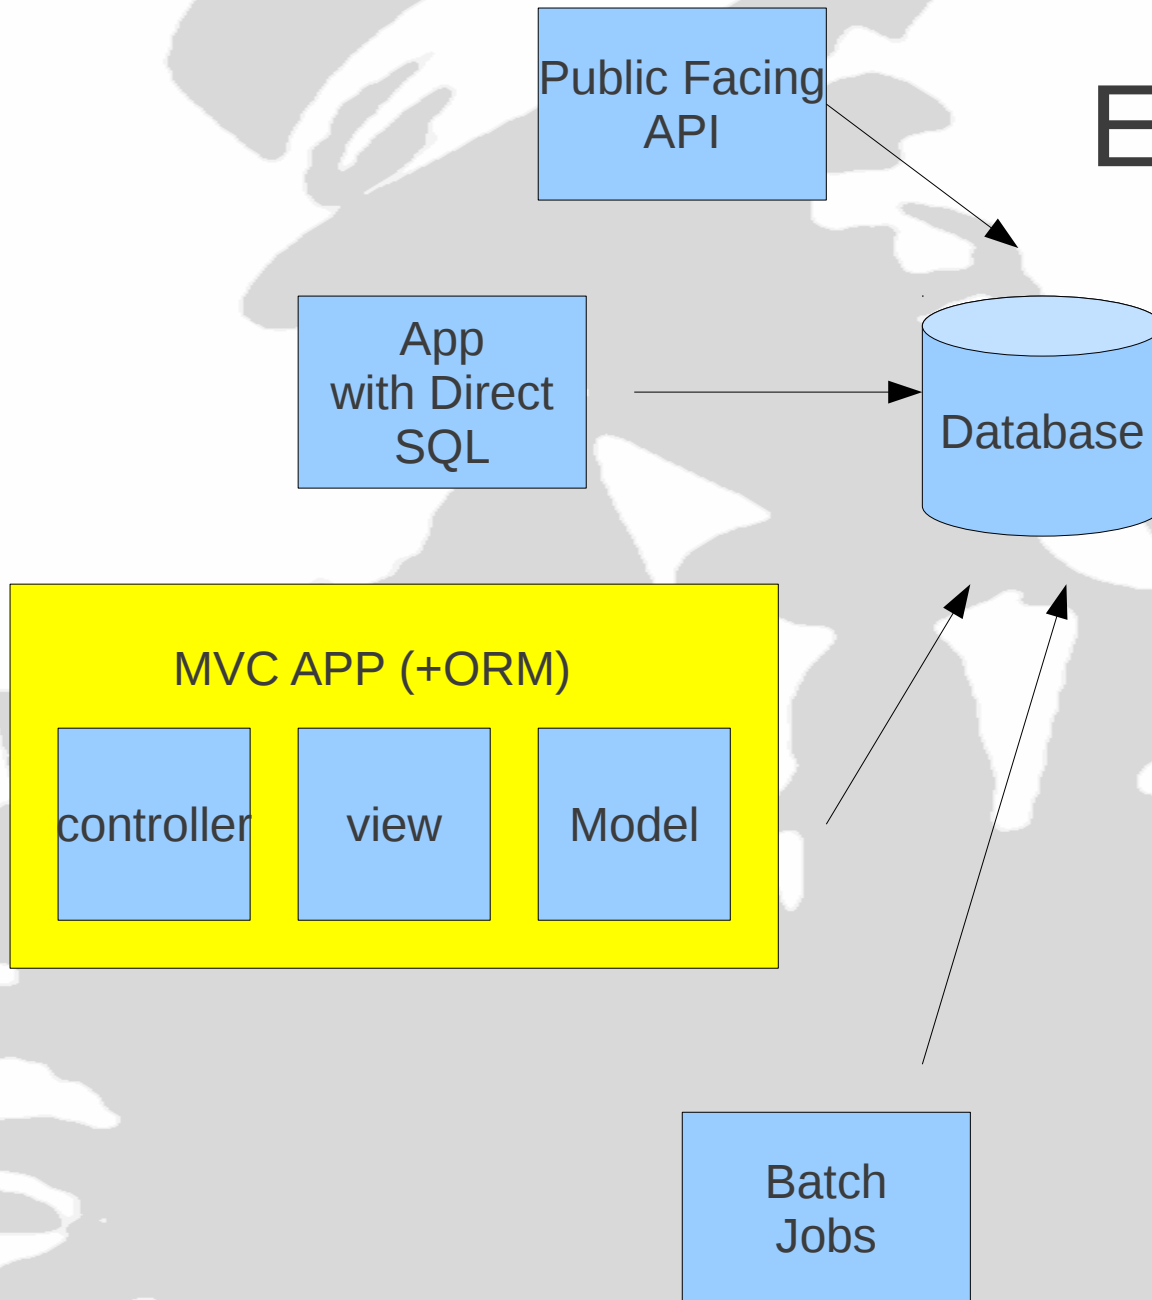 Public Facing
API
E
App
with Direct
SQL
Database
MVC APP (+ORM)
controller
view
Model
Batch
Jobs